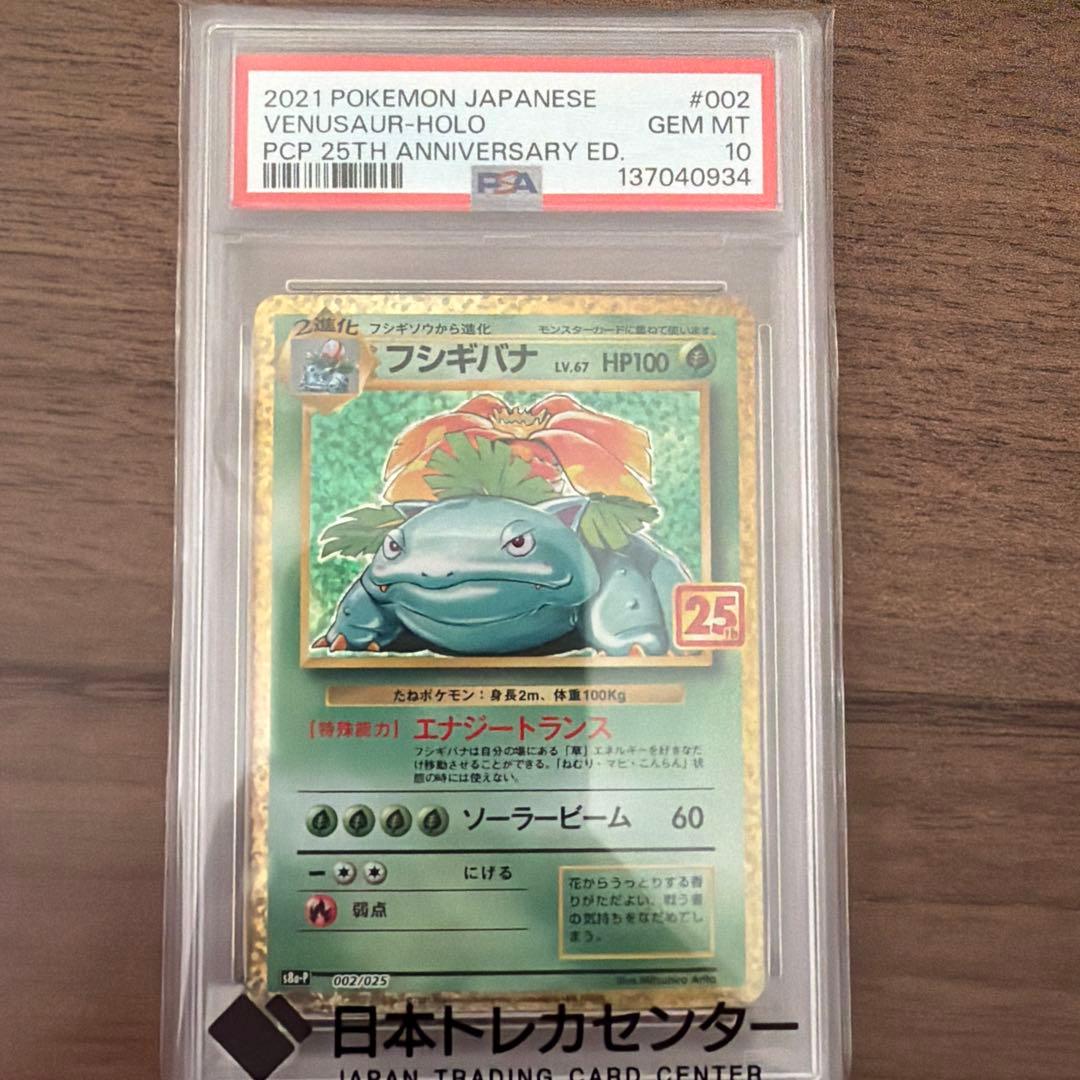 2021 POKEMON JAPANESE #002
VENUSAUR-HOLO GEM MT
PCP 25TH ANNIVERSARY ED. 10
PSA 137040934
2進化 フシギソウから進化 モンスターカードに重ねて使います。
フシギバナ LV.67 HP100
25th
たねポケモン：身長2m、体重100Kg
[特殊能力] エナジートランス
フシギバナは自分の場にある「草」エネルギーを好きなだ
け移動させることができる。「ねむり・マヒ・こんらん」状
態の時には使えない。
ソーラービーム 60
にげる
弱点
花からうっとりする香
りがただよい、戦う者
の気持ちをなだめてし
まう。
s8a-P 002/025 Illus. Mitsuhiro Arita
日本トレカセンター
JAPAN TRADING CARD CENTER